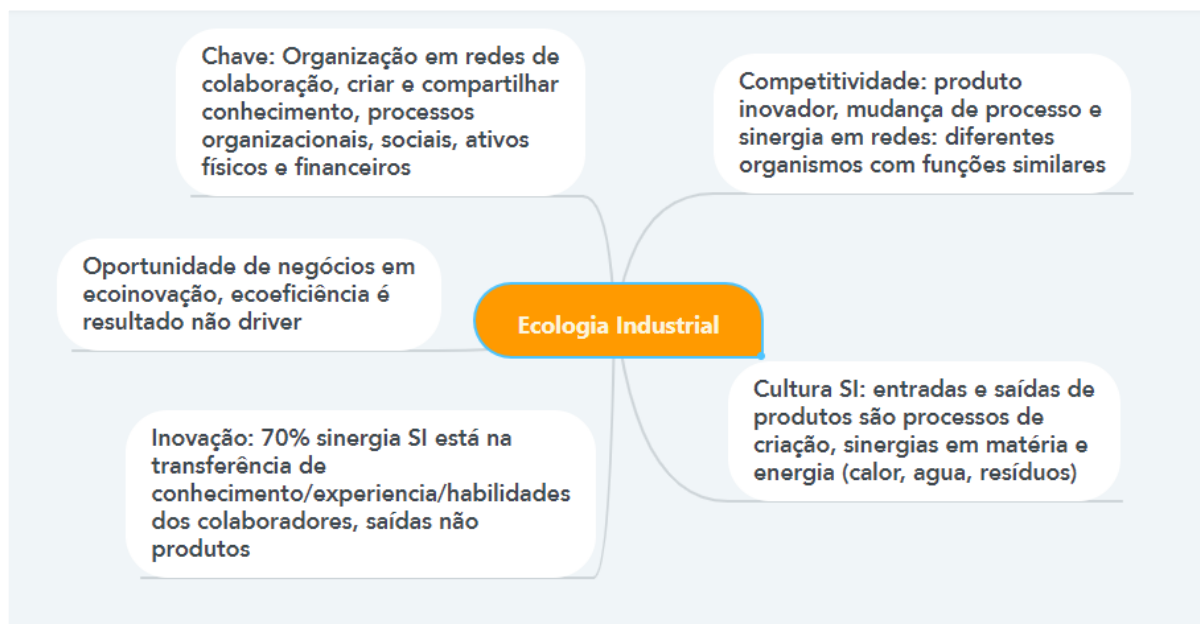 Chave: Organização em redes de
colaboração, criar e compartilhar
conhecimento, processos
organizacionais, sociais, ativos
físicos e financeiros
Competitividade: produto
inovador, mudança de processo e
sinergia em redes: diferentes
organismos com funções similares
Oportunidade de negócios em
ecoinovação, ecoeficiência é
resultado não driver
Ecologia Industrial
Cultura SI: entradas e saídas de
produtos são processos de
criação, sinergias em matéria e
energia (calor, agua, resíduos)
Inovação: 70% sinergia SI está na
transferência de
conhecimento/experiencia/habilidades
dos colaboradores, saídas não
produtos